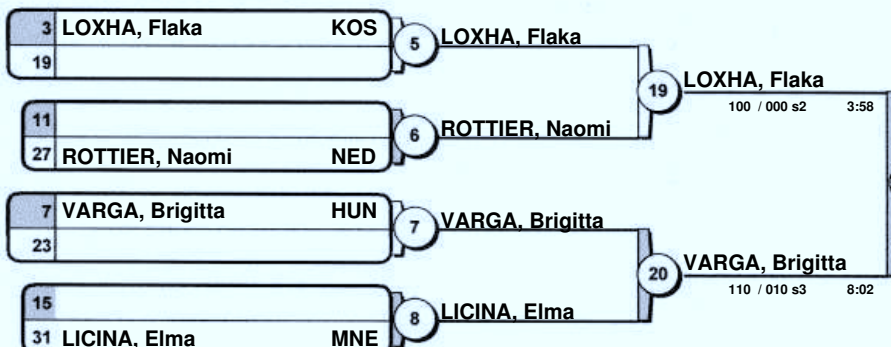 3 LOXHA, Flaka KOS
19
5 LOXHA, Flaka
19 LOXHA, Flaka
100 / 000 s2 3:58
11
27 ROTTIER, Naomi NED
6 ROTTIER, Naomi
7 VARGA, Brigitta HUN
23
7 VARGA, Brigitta
20 VARGA, Brigitta
110 / 010 s3 8:02
15
31 LICINA, Elma MNE
8 LICINA, Elma